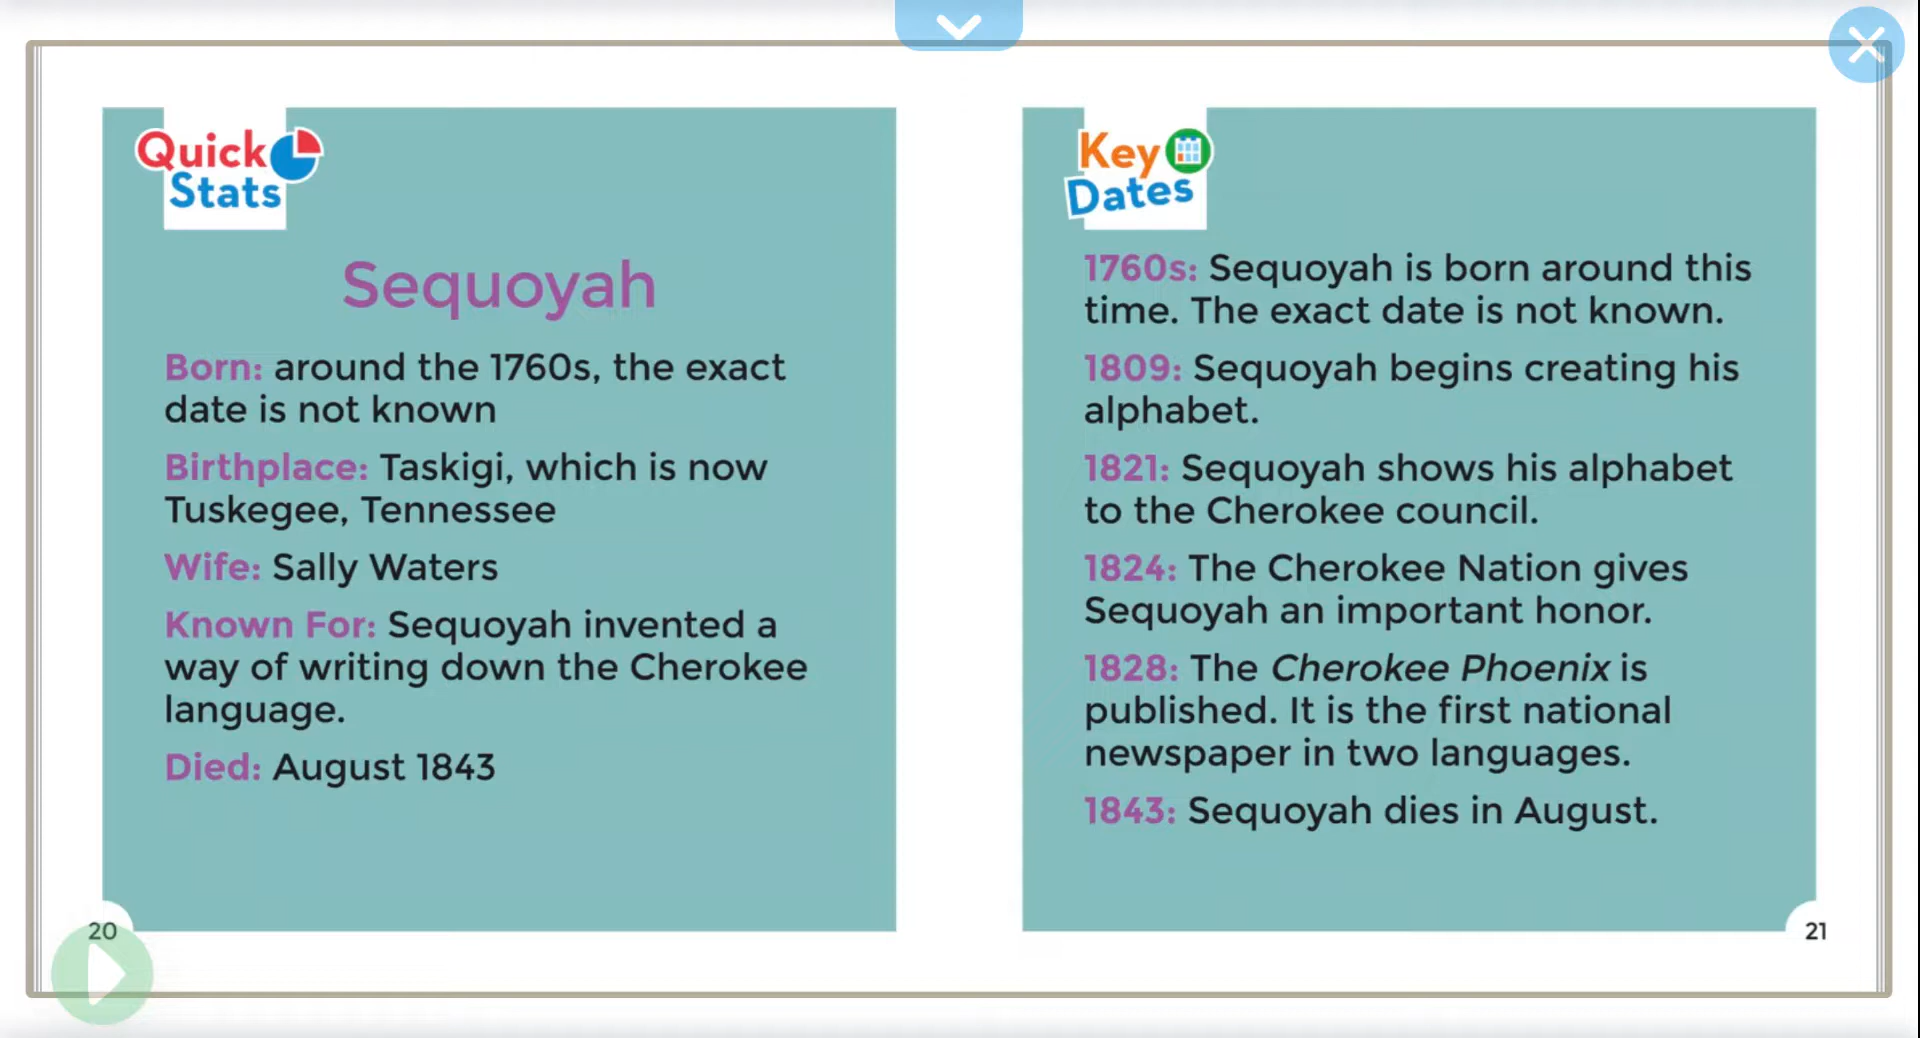 Quick
Stats
Sequoyah
Born: around the 1760s, the exact
date is not known
Birthplace: Taskigi, which is now
Tuskegee, Tennessee
Wife: Sally Waters
Known For: Sequoyah invented a
way of writing down the Cherokee
language.
Died: August 1843
20
Key
Dates
1760s: Sequoyah is born around this
time. The exact date is not known.
1809: Sequoyah begins creating his
alphabet.
1821: Sequoyah shows his alphabet
to the Cherokee council.
1824: The Cherokee Nation gives
Sequoyah an important honor.
1828: The Cherokee Phoenix is
published. It is the first national
newspaper in two languages.
1843: Sequoyah dies in August.
21